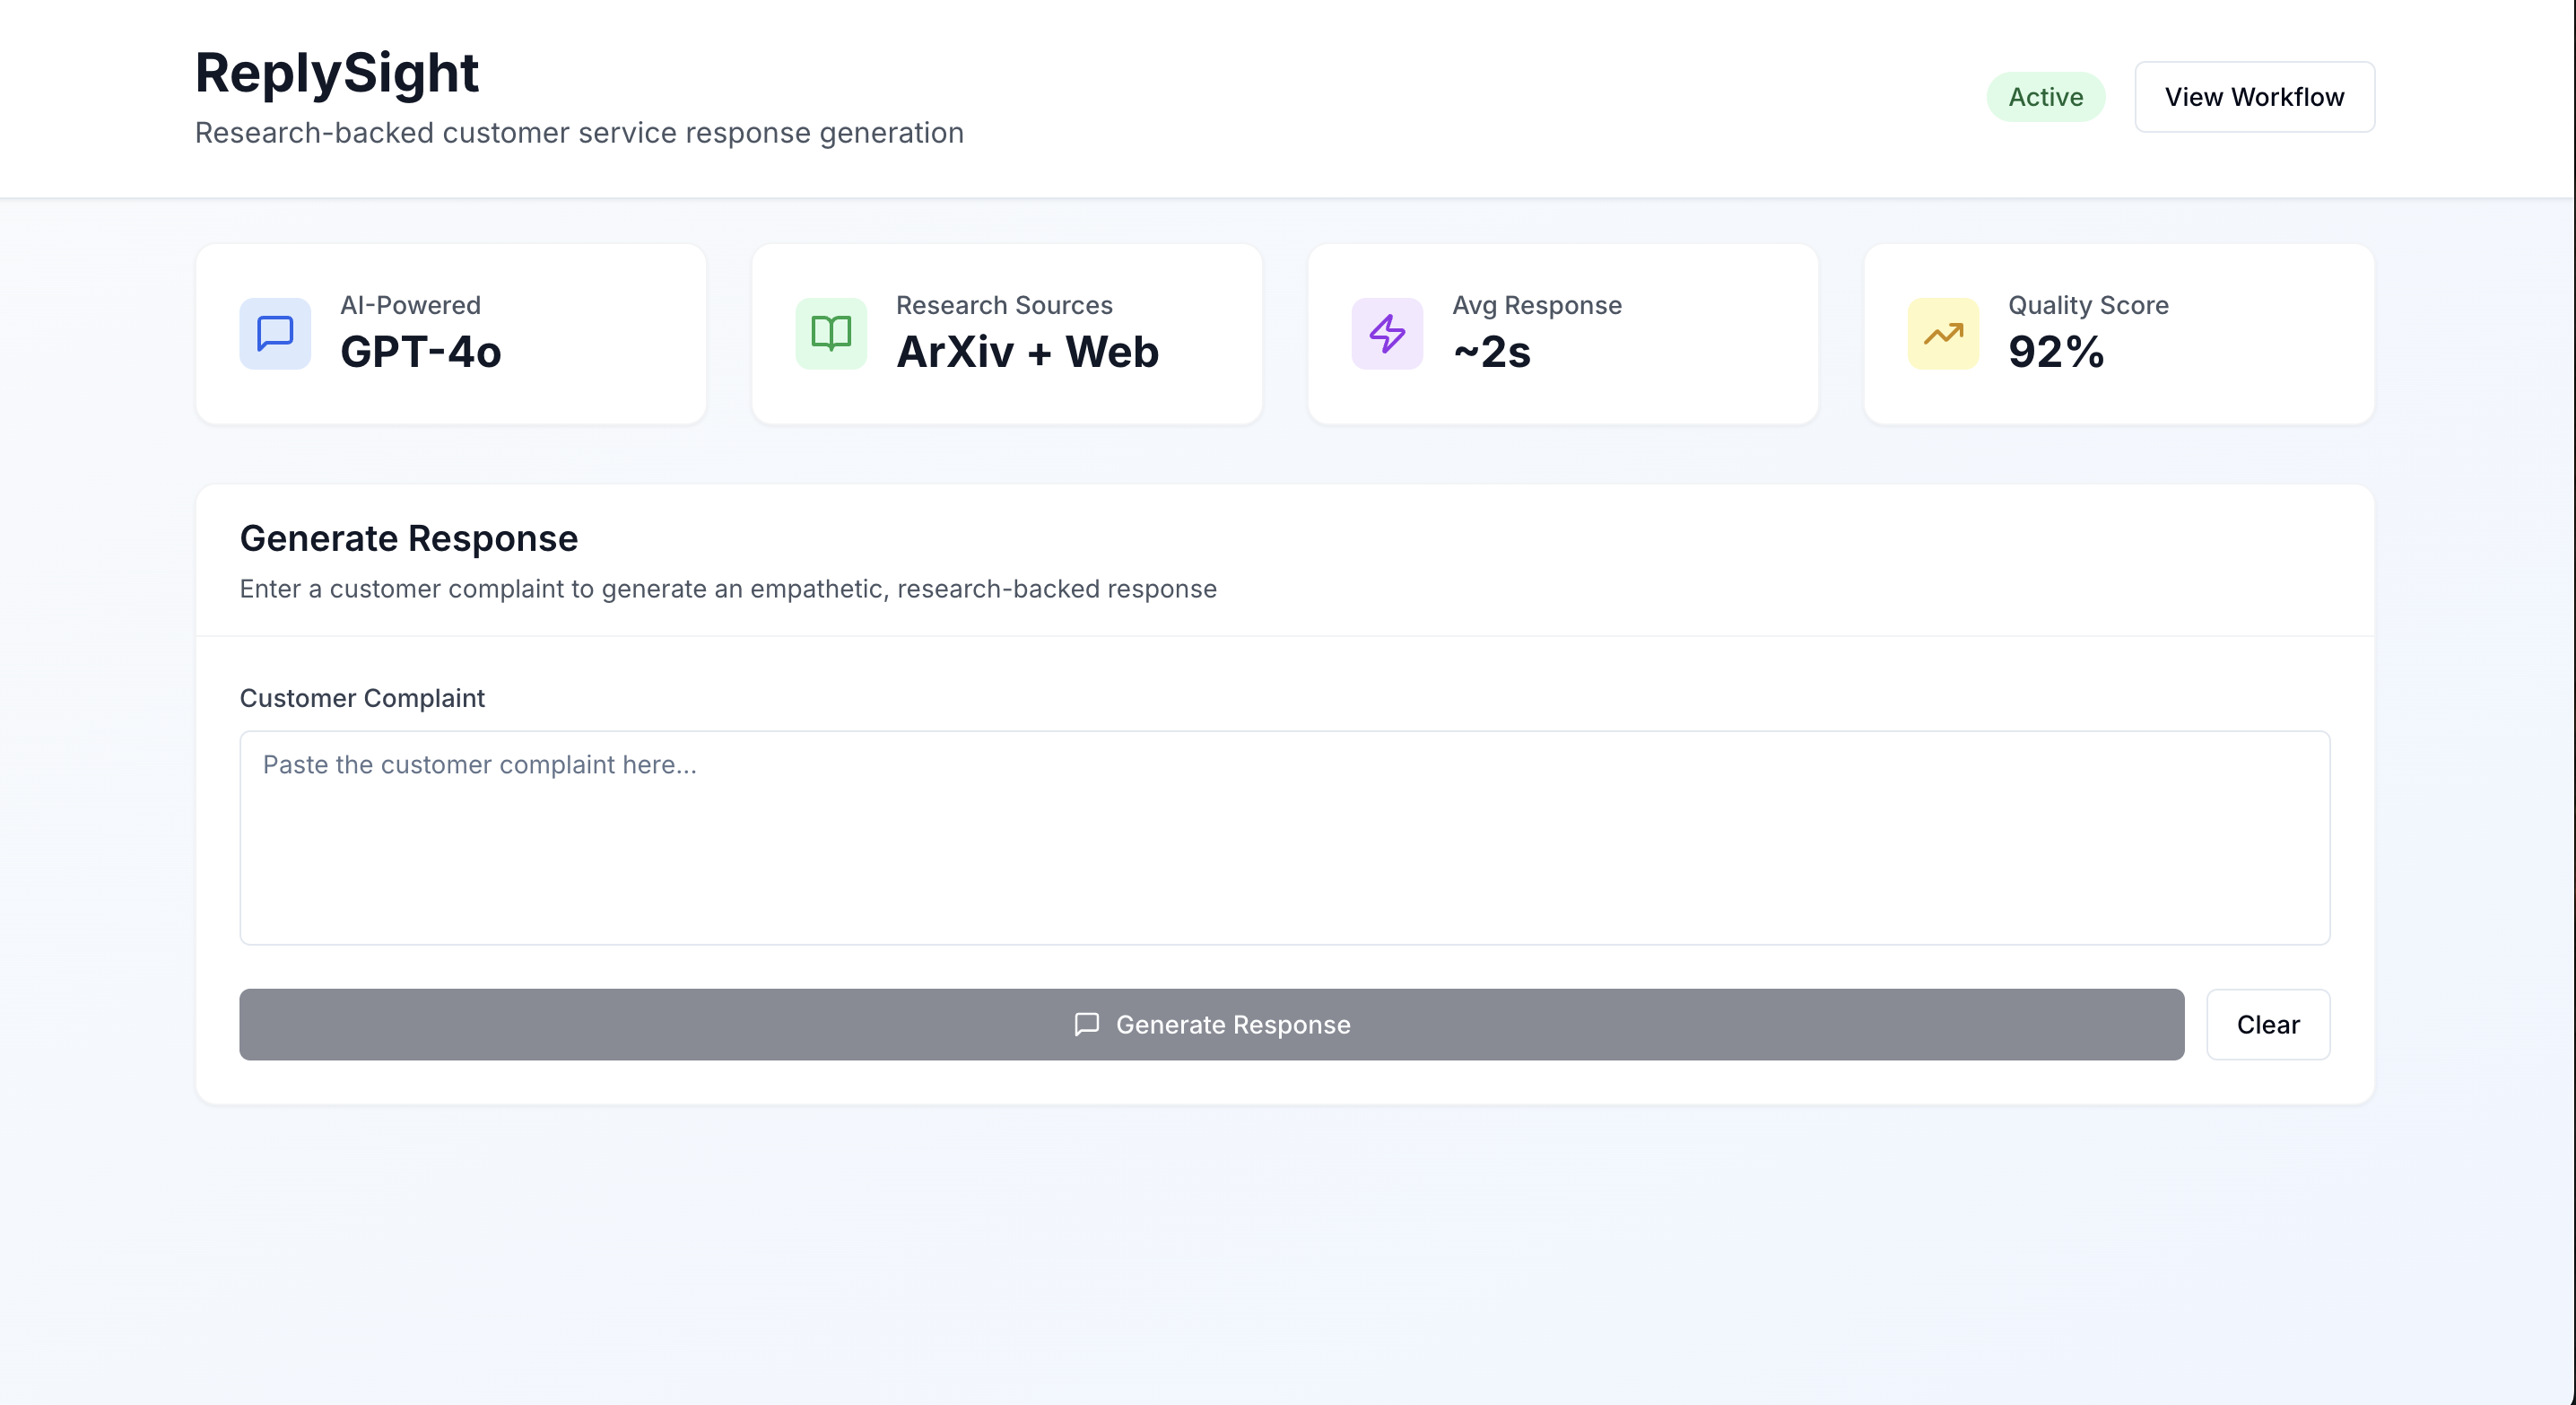 ReplySight
Research-backed customer service response generation
Active
View Workflow
AI-Powered
GPT-4o
Research Sources
ArXiv + Web
Avg Response
~2s
Quality Score
92%
Generate Response
Enter a customer complaint to generate an empathetic, research-backed response
Customer Complaint
Paste the customer complaint here...
Generate Response
Clear